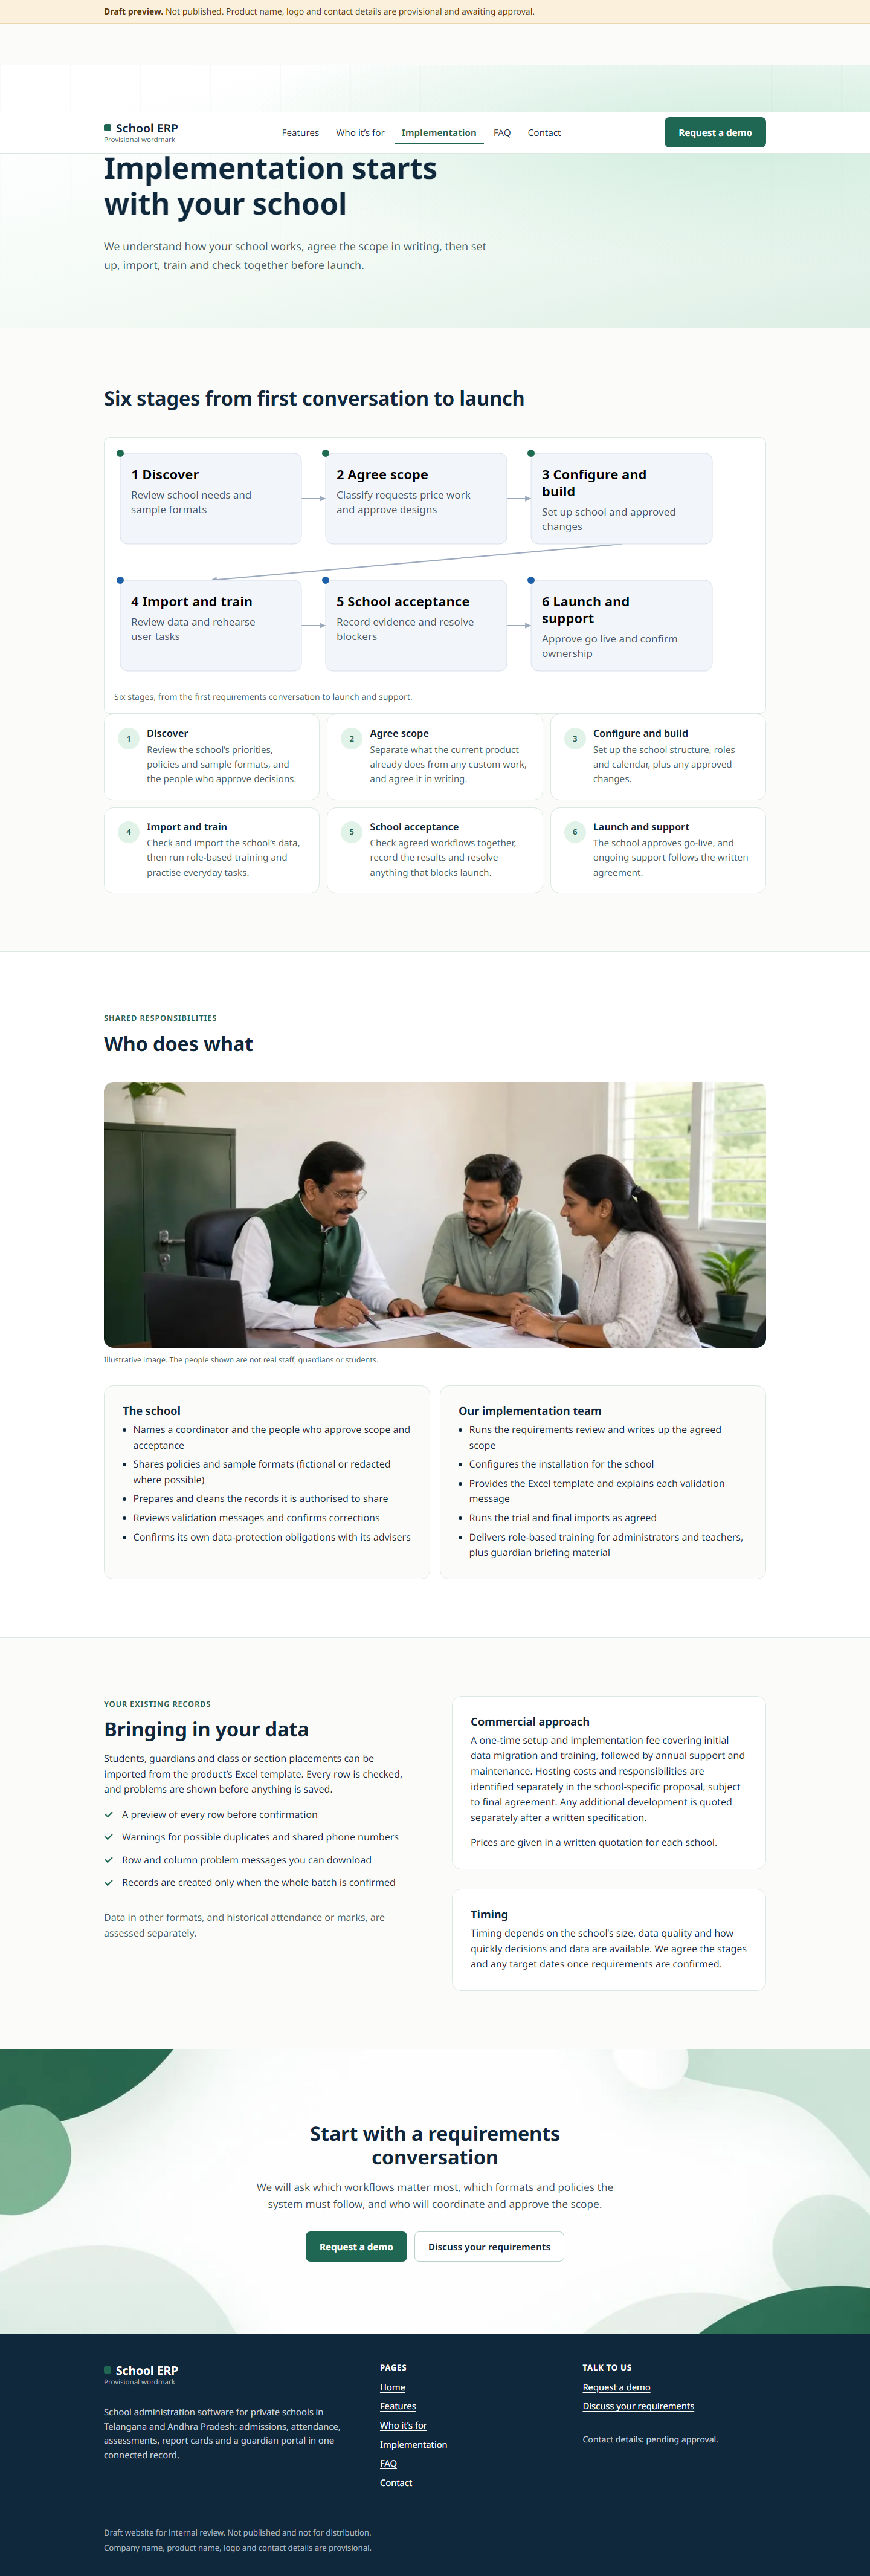 Draft preview. Not published. Product name, logo and contact details are provisional and awaiting approval.
School ERP
Provisional wordmark
Features
Who it's for
Implementation
FAQ
Contact
Request a demo
Implementation starts
with your school
We understand how your school works, agree the scope in writing, then set
up, import, train and check together before launch.
Six stages from first conversation to launch
1 Discover
Review school needs and
sample formats
2 Agree scope
Classify requests price work
and approve designs
3 Configure and
build
Set up school and approved
changes
4 Import and train
Review data and rehearse
user tasks
5 School acceptance
Record evidence and resolve
blockers
6 Launch and
support
Approve go live and confirm
ownership
Six stages, from the first requirements conversation to launch and support.
1
Discover
Review the school's priorities,
policies and sample formats, and
the people who approve decisions.
2
Agree scope
Separate what the current product
already does from any custom work,
and agree it in writing.
3
Configure and build
Set up the school structure, roles
and calendar, plus any approved
changes.
4
Import and train
Check and import the school's data,
then run role-based training and
practise everyday tasks.
5
School acceptance
Check agreed workflows together,
record the results and resolve
anything that blocks launch.
6
Launch and support
The school approves go-live, and
ongoing support follows the written
agreement.
SHARED RESPONSIBILITIES
Who does what
Illustrative image. The people shown are not real staff, guardians or students.
The school
Names a coordinator and the people who approve scope and
acceptance
Shares policies and sample formats (fictional or redacted
where possible)
Prepares and cleans the records it is authorised to share
Reviews validation messages and confirms corrections
Confirms its own data-protection obligations with its advisers
Our implementation team
Runs the requirements review and writes up the agreed
scope
Configures the installation for the school
Provides the Excel template and explains each validation
message
Runs the trial and final imports as agreed
Delivers role-based training for administrators and teachers,
plus guardian briefing material
YOUR EXISTING RECORDS
Bringing in your data
Students, guardians and class or section placements can be
imported from the product's Excel template. Every row is checked,
and problems are shown before anything is saved.
A preview of every row before confirmation
Warnings for possible duplicates and shared phone numbers
Row and column problem messages you can download
Records are created only when the whole batch is confirmed
Data in other formats, and historical attendance or marks, are
assessed separately.
Commercial approach
A one-time setup and implementation fee covering initial
data migration and training, followed by annual support and
maintenance. Hosting costs and responsibilities are
identified separately in the school-specific proposal, subject
to final agreement. Any additional development is quoted
separately after a written specification.
Prices are given in a written quotation for each school.
Timing
Timing depends on the school's size, data quality and how
quickly decisions and data are available. We agree the stages
and any target dates once requirements are confirmed.
Start with a requirements
conversation
We will ask which workflows matter most, which formats and policies the
system must follow, and who will coordinate and approve the scope.
Request a demo
Discuss your requirements
School ERP
Provisional wordmark
School administration software for private schools in
Telangana and Andhra Pradesh: admissions, attendance,
assessments, report cards and a guardian portal in one
connected record.
PAGES
Home
Features
Who it's for
Implementation
FAQ
Contact
TALK TO US
Request a demo
Discuss your requirements
Contact details: pending approval.
Draft website for internal review. Not published and not for distribution.
Company name, product name, logo and contact details are provisional.